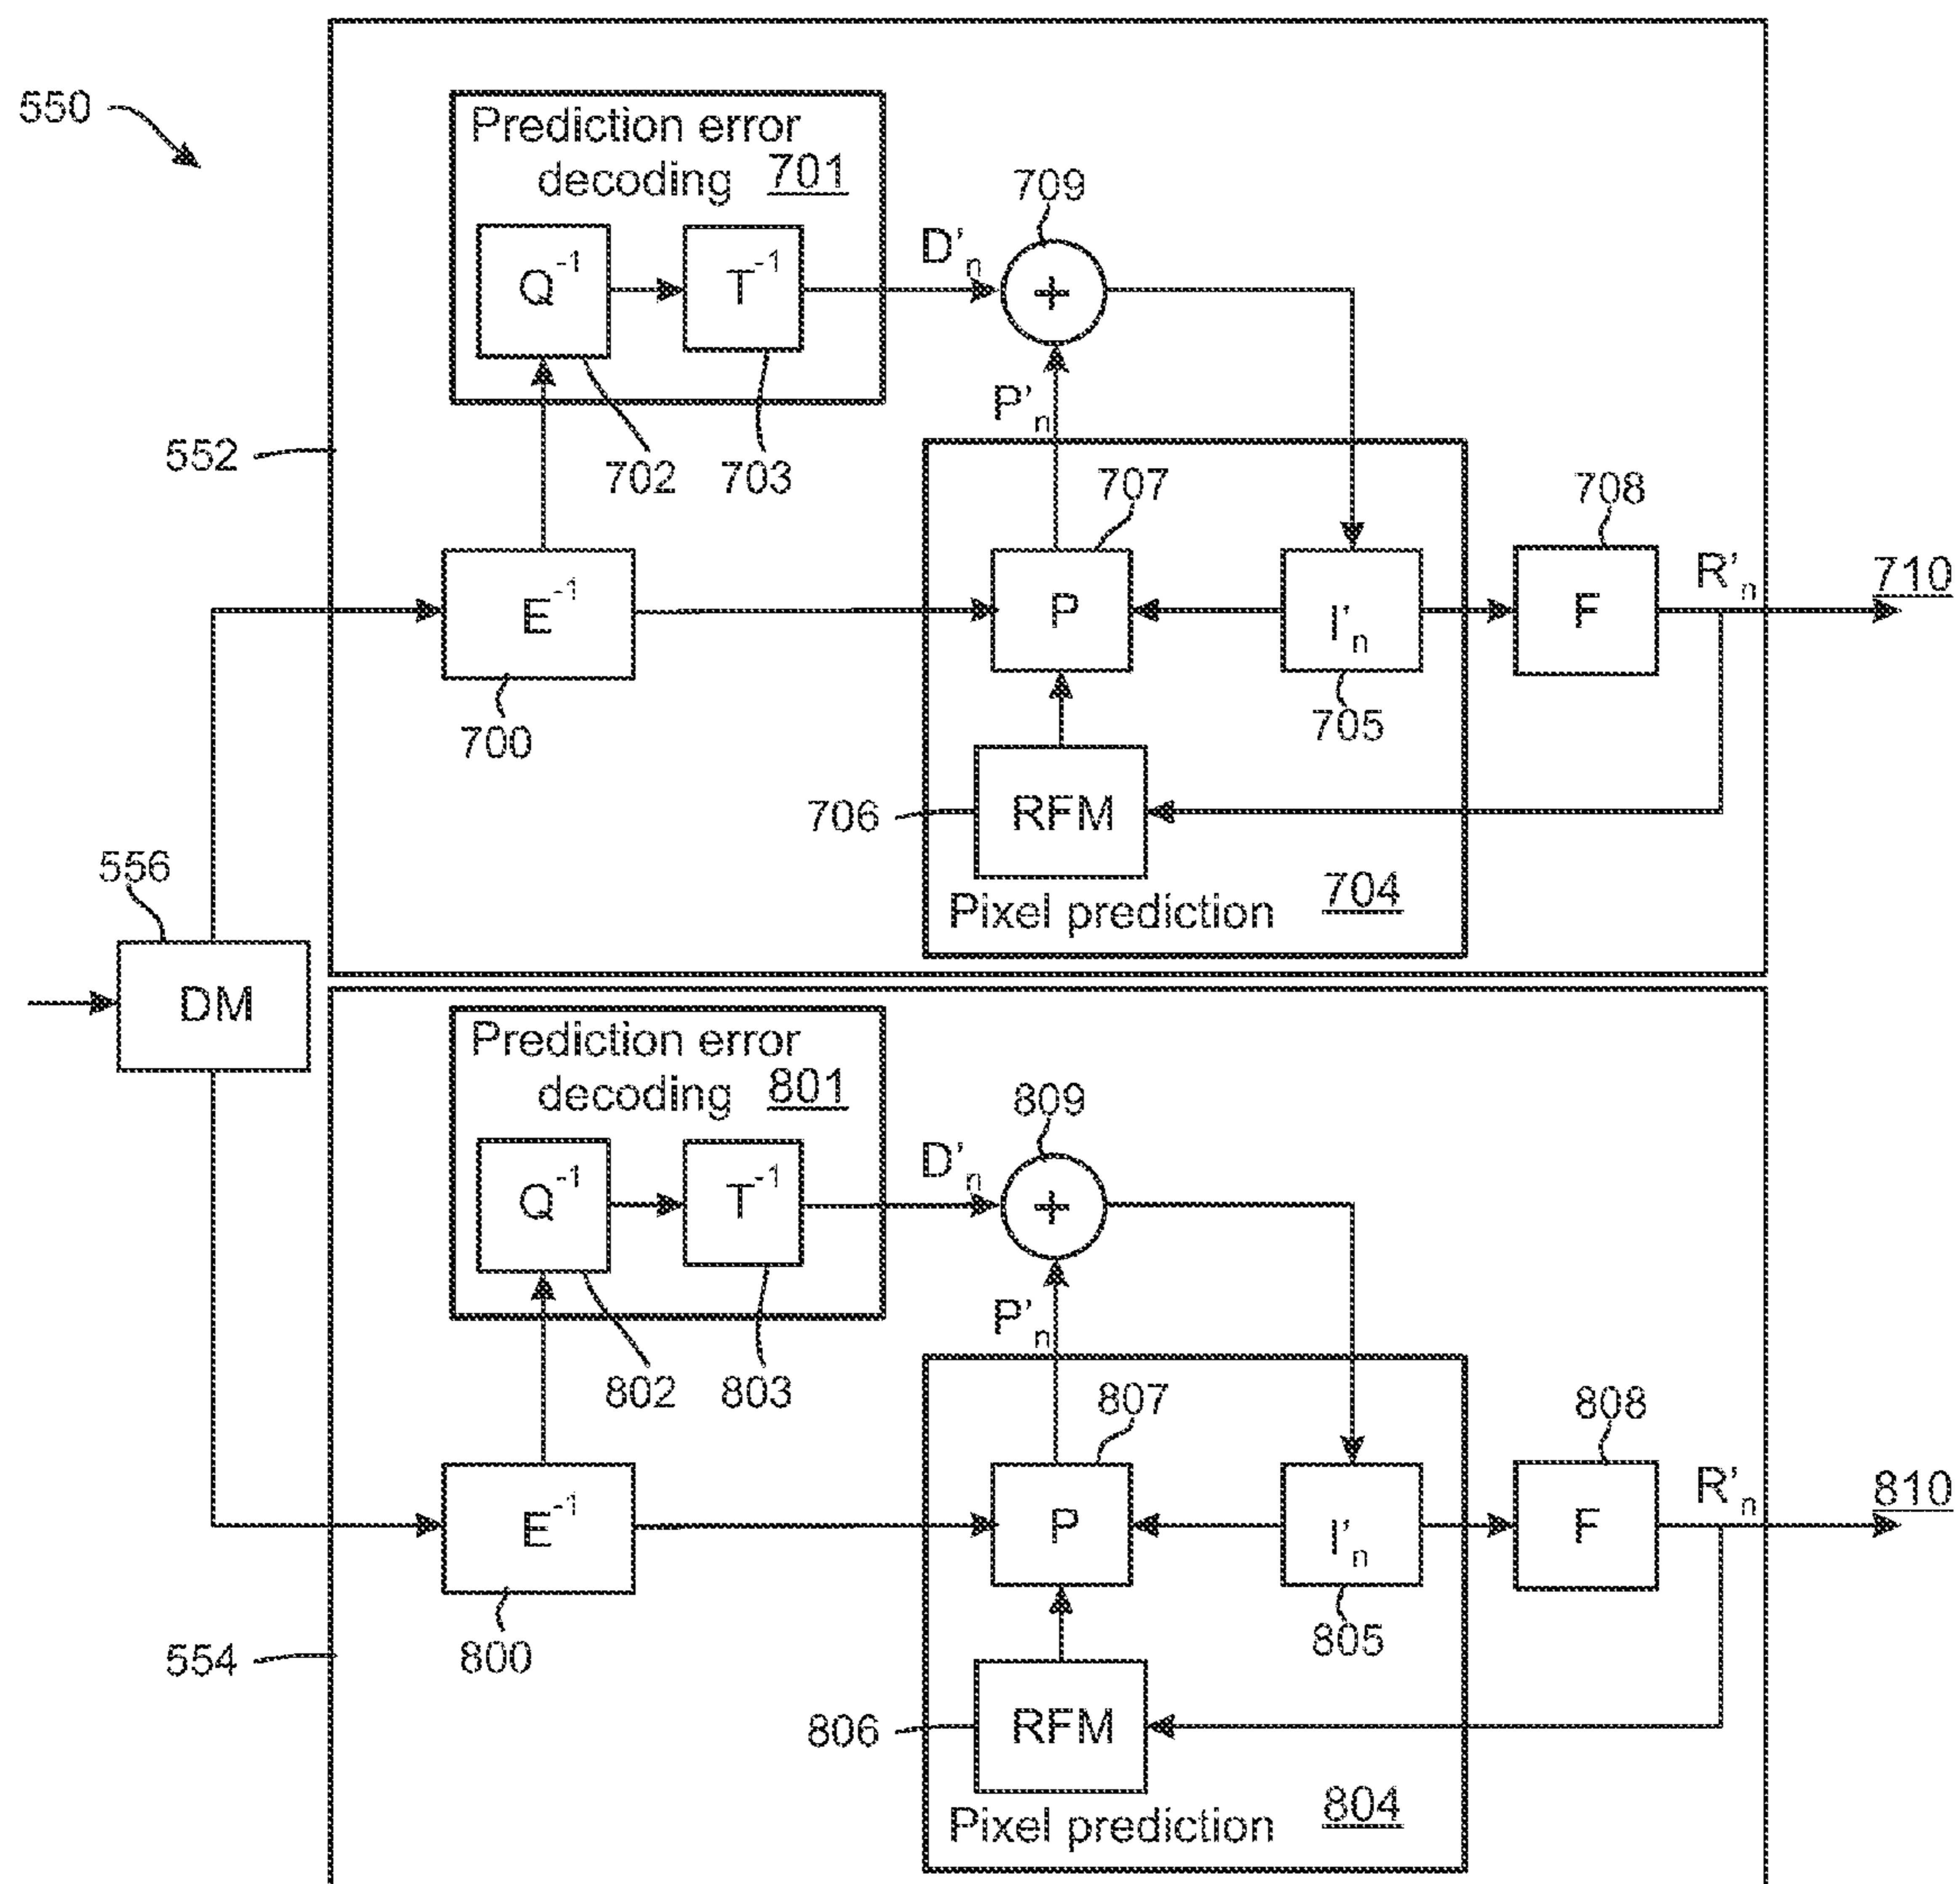 550
Prediction error
decoding 701
709
Q⁻¹
T⁻¹
D'n
P'n
552
702
703
707
708
E⁻¹
P
I'n
F
R'n
710
700
705
706
RFM
556
Pixel prediction 704
DM
Prediction error
decoding 801
809
Q⁻¹
T⁻¹
D'n
P'n
802
803
807
808
E⁻¹
P
I'n
F
R'n
810
800
805
554
806
RFM
Pixel prediction 804
+
+